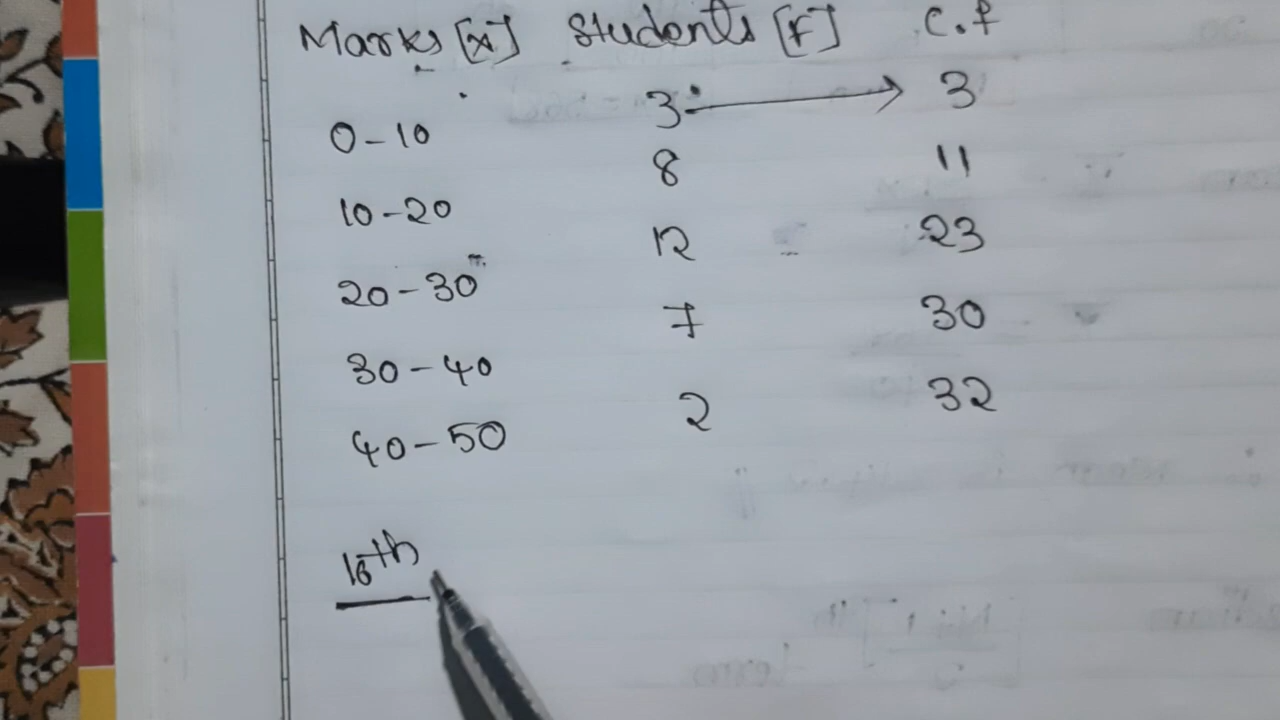 Marks [x] Students [F] C.f
0-10 3 → 3
10-20 8 11
20-30 12 23
30-40 7 30
40-50 2 32
16th